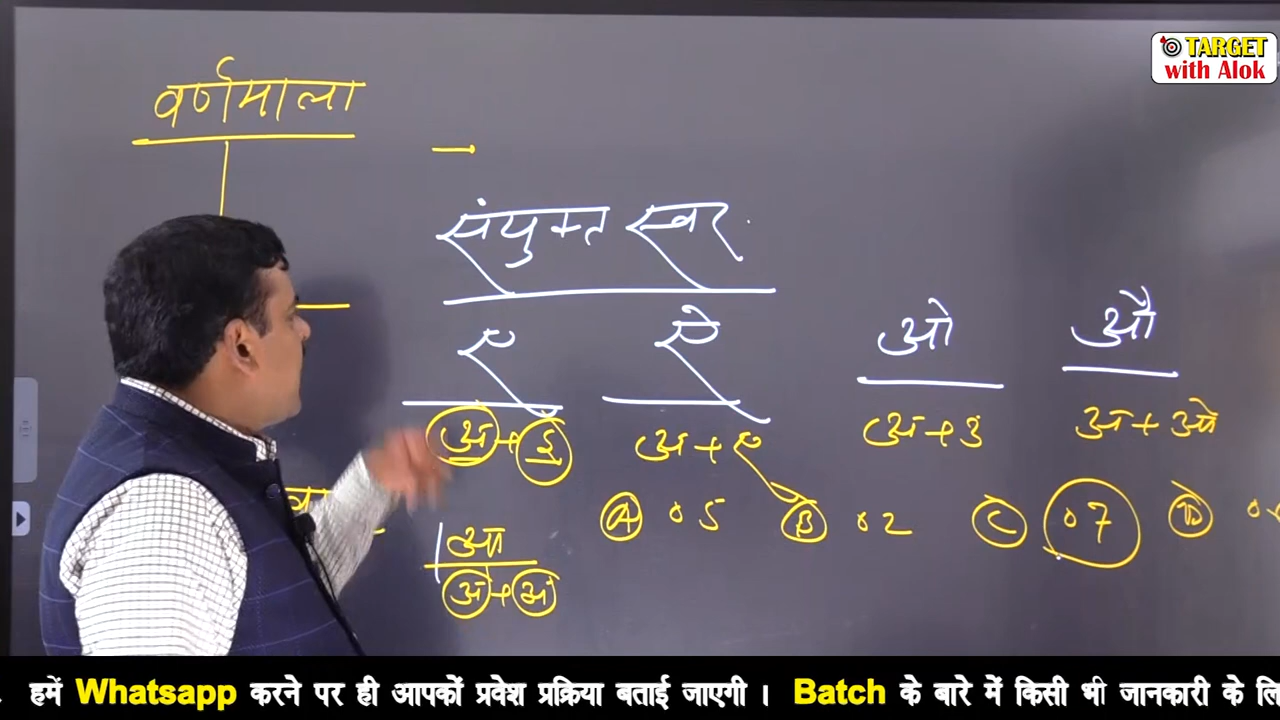 TARGET
with Alok
वर्णमाला
संयुक्त स्वर
ए ऐ ओ औ
अ+इ अ+ए अ+उ अ+ओ
A 05 B 02 C 07 D
आ
अ+अ
हमें Whatsapp करने पर ही आपकों प्रवेश प्रक्रिया बताई जाएगी । Batch के बारे में किसी भी जानकारी के